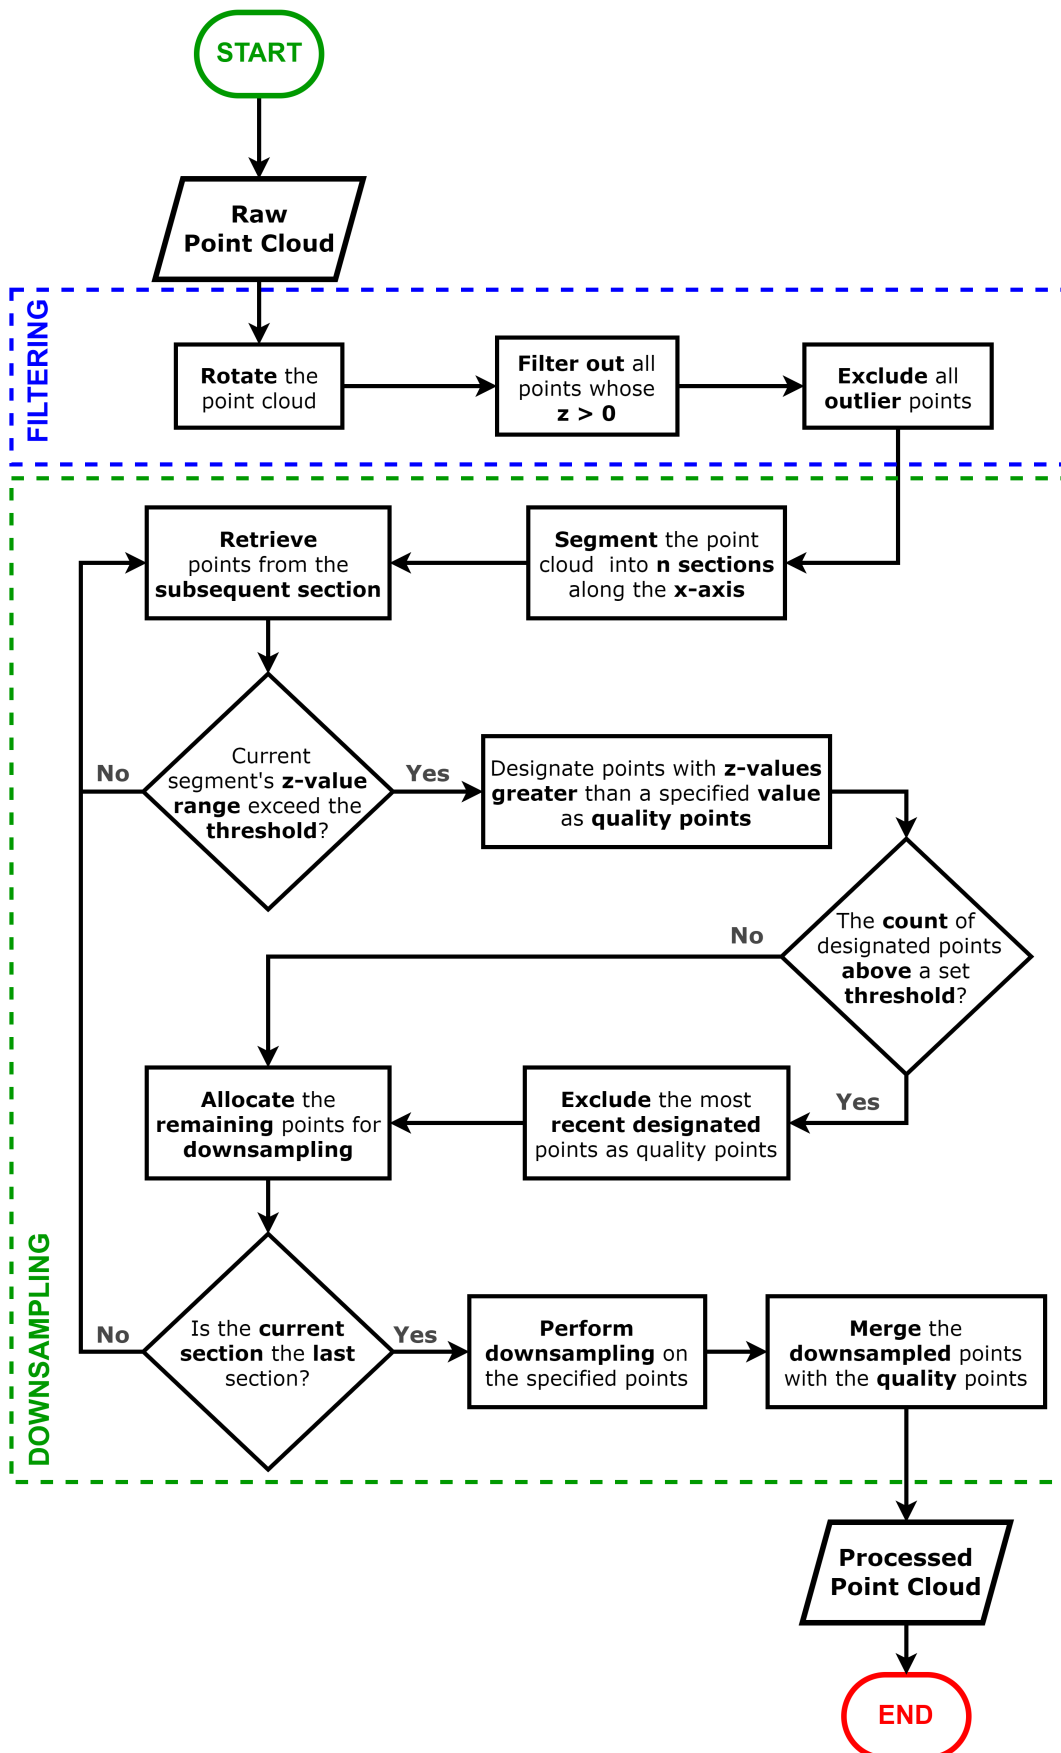 START
Raw
Point Cloud
FILTERING
Rotate the
point cloud
Filter out all
points whose
z > 0
Exclude all
outlier points
DOWNSAMPLING
Segment the point
cloud into n sections
along the x-axis
Retrieve
points from the
subsequent section
Current
segment's z-value
range exceed the
threshold?
No
Yes
Designate points with z-values
greater than a specified value
as quality points
The count of
designated points
above a set
threshold?
No
Yes
Exclude the most
recent designated
points as quality points
Allocate the
remaining points for
downsampling
Is the current
section the last
section?
No
Yes
Perform
downsampling on
the specified points
Merge the
downsampled points
with the quality points
Processed
Point Cloud
END